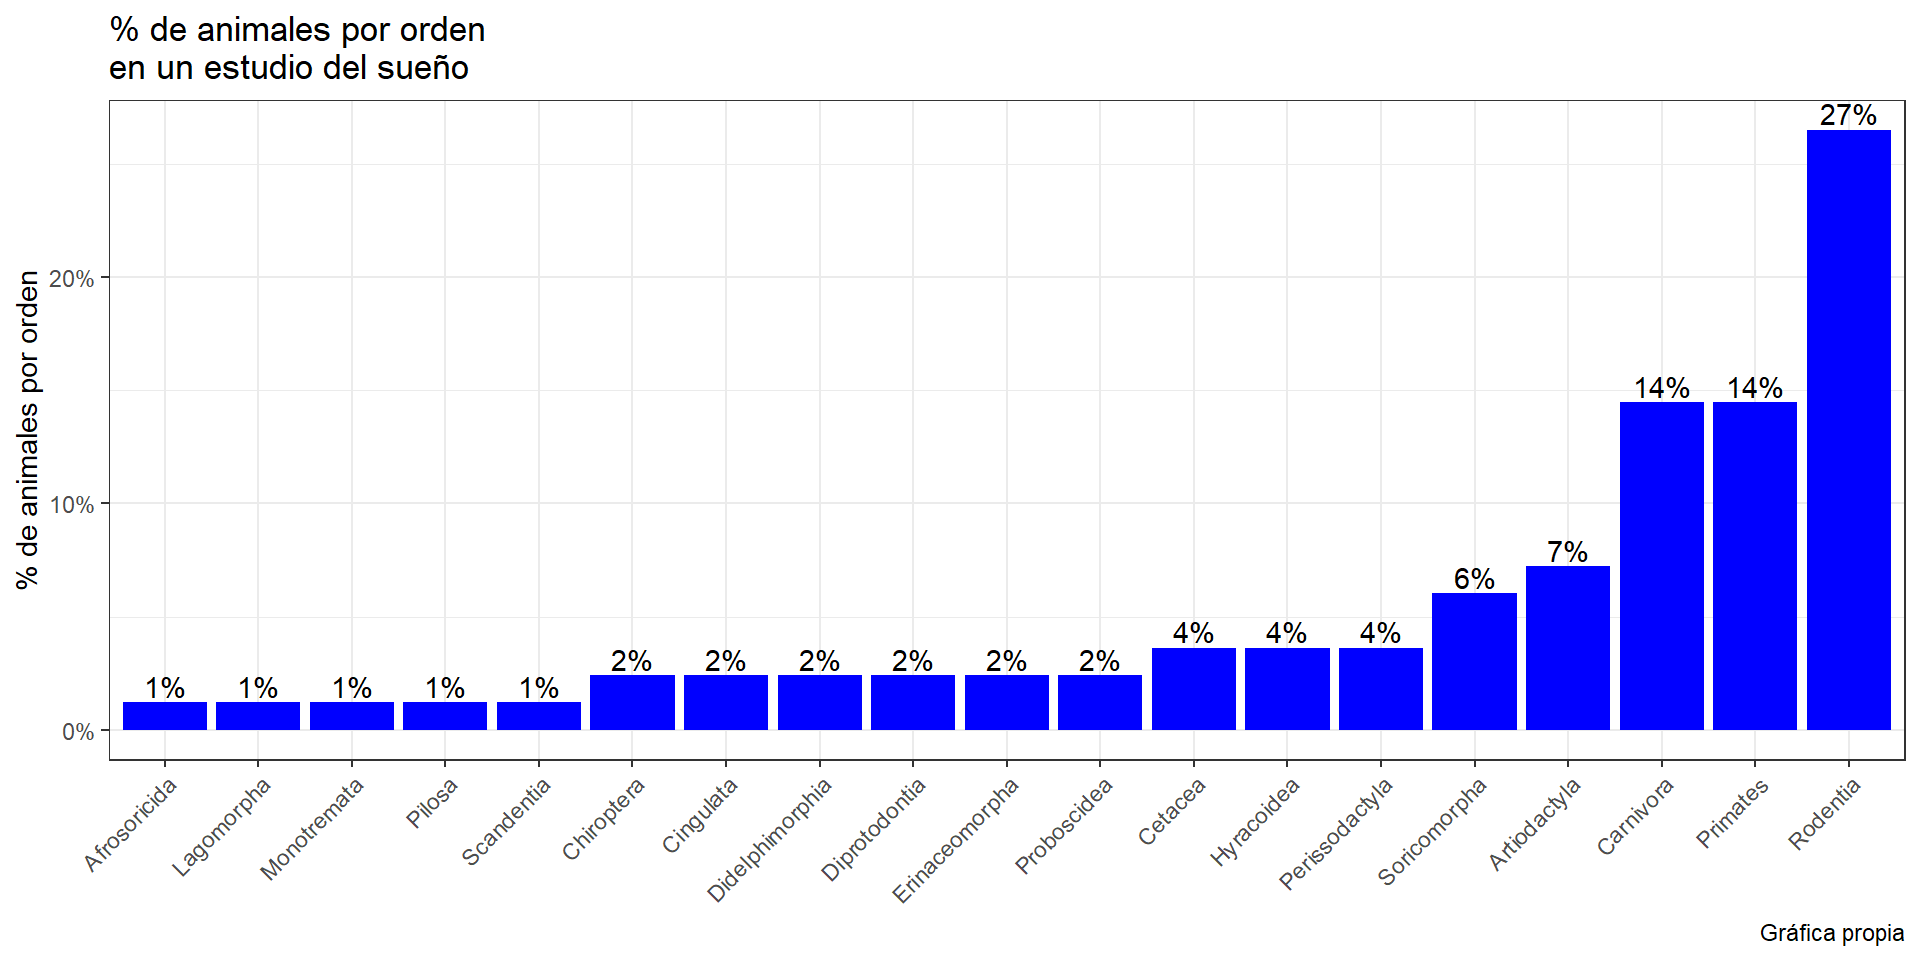 % de animales por orden
en un estudio del sueño
% de animales por orden
20%
10%
0%
1%
1%
1%
1%
1%
2%
2%
2%
2%
2%
2%
4%
4%
4%
6%
7%
14%
14%
27%
Afrosoricida
Lagomorpha
Monotremata
Pilosa
Scandentia
Chiroptera
Cingulata
Didelphimorphia
Diprotodontia
Erinaceomorpha
Proboscidea
Cetacea
Hyracoidea
Perissodactyla
Soricomorpha
Artiodactyla
Carnivora
Primates
Rodentia
Gráfica propia